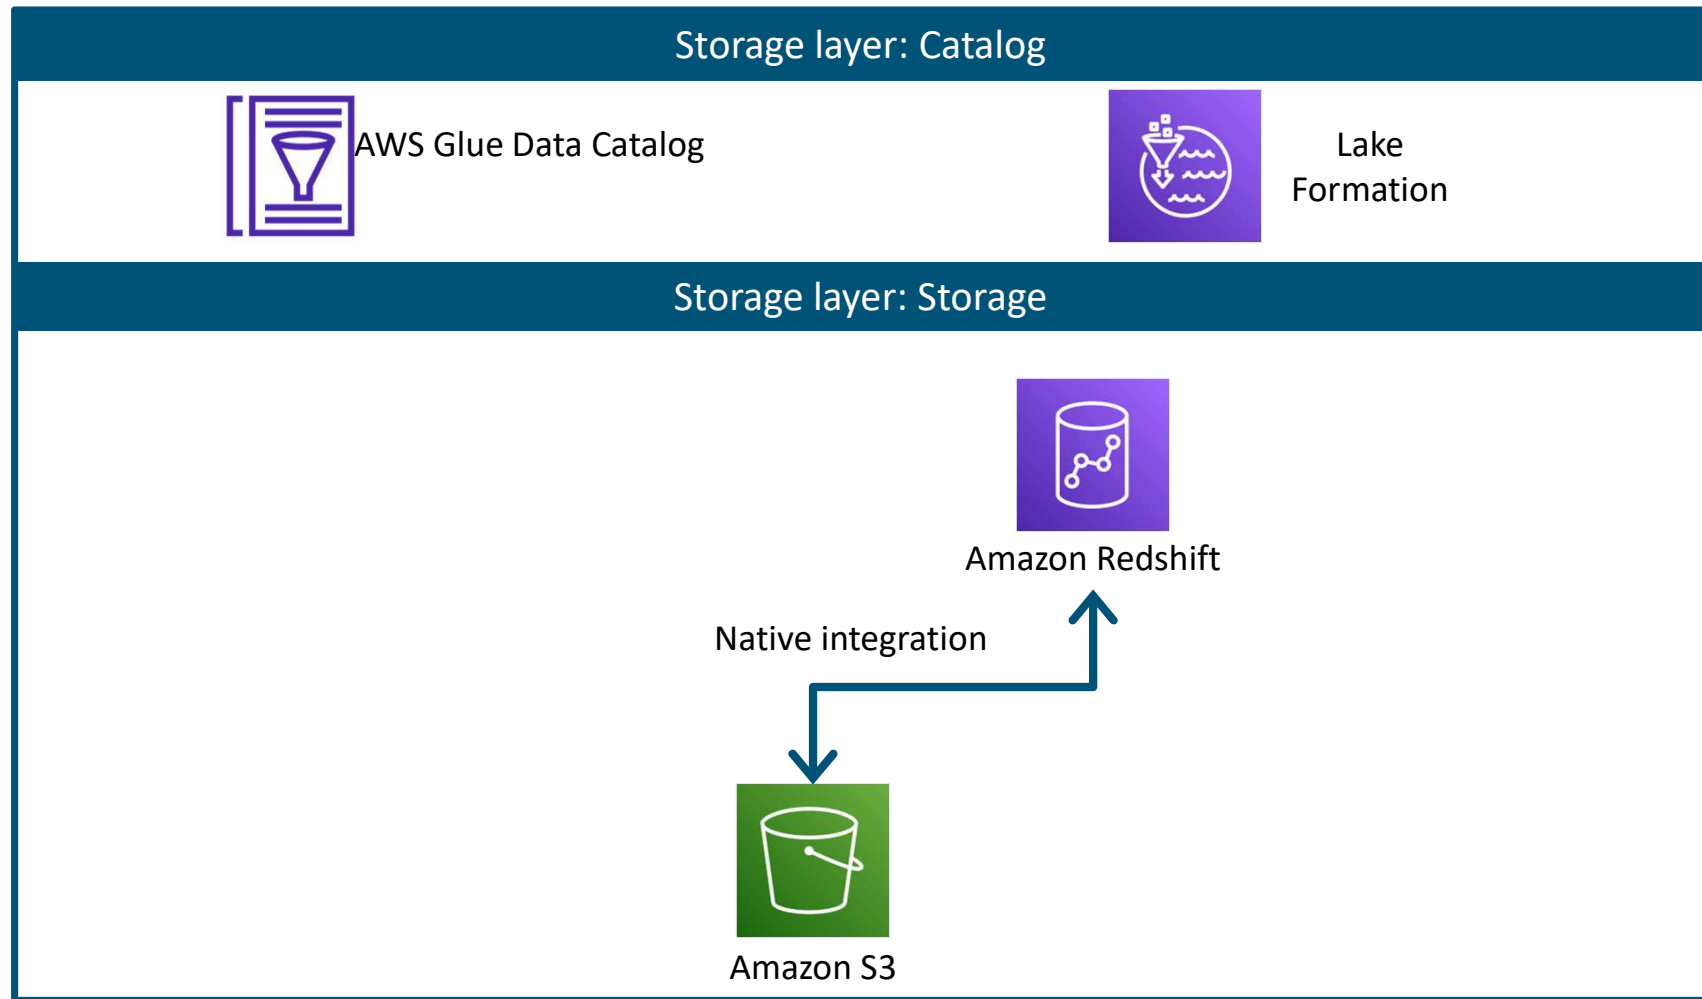 Storage layer: Catalog
AWS Glue Data Catalog
Lake
Formation
Storage layer: Storage
Amazon Redshift
Native integration
Amazon S3